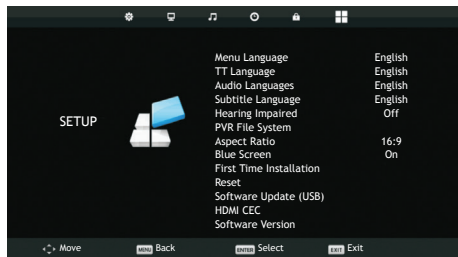 SETUP
Menu Language English
TT Language English
Audio Languages English
Subtitle Language English
Hearing Impaired Off
PVR File System
Aspect Ratio 16:9
Blue Screen On
First Time Installation
Reset
Software Update (USB)
HDMI CEC
Software Version
Move MENU Back ENTER Select EXIT Exit